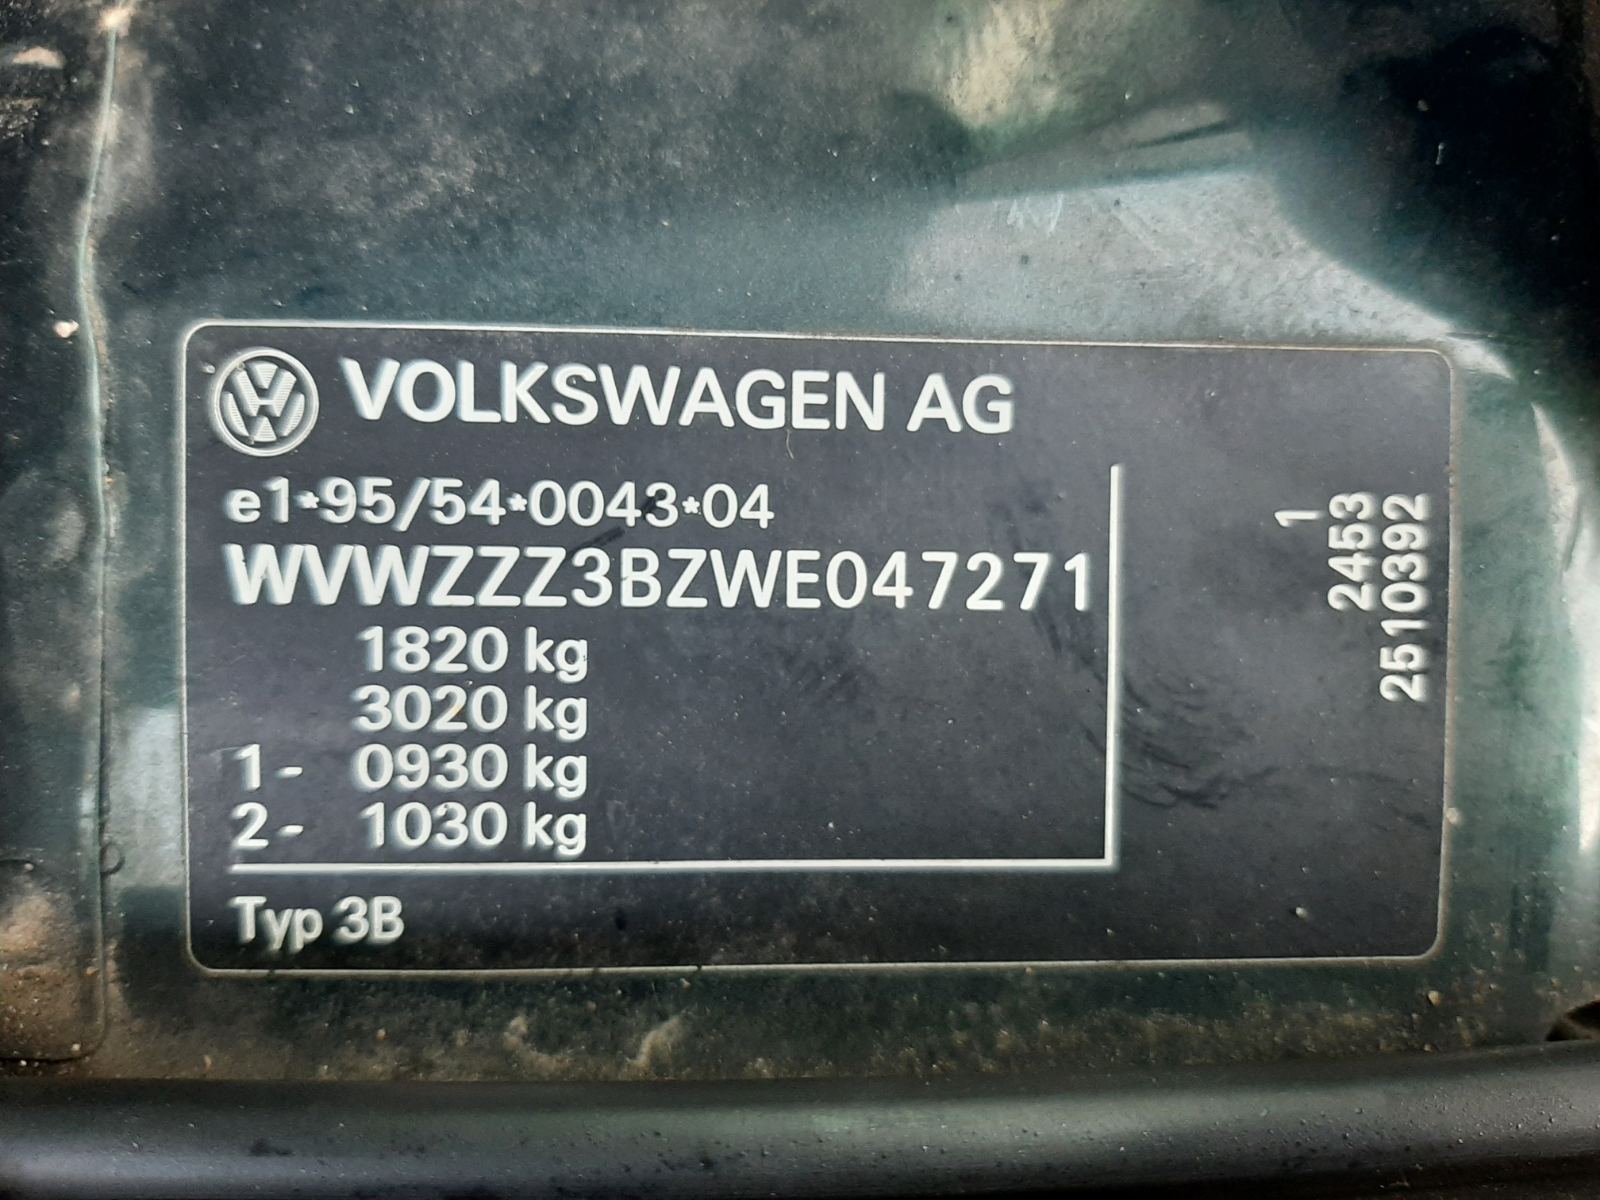 VOLKSWAGEN AG
e1*95/54*0043*04
WVWZZZ3BZWE047271
1820 kg
3020 kg
1- 0930 kg
2- 1030 kg
Typ 3B
1
2453
2510392